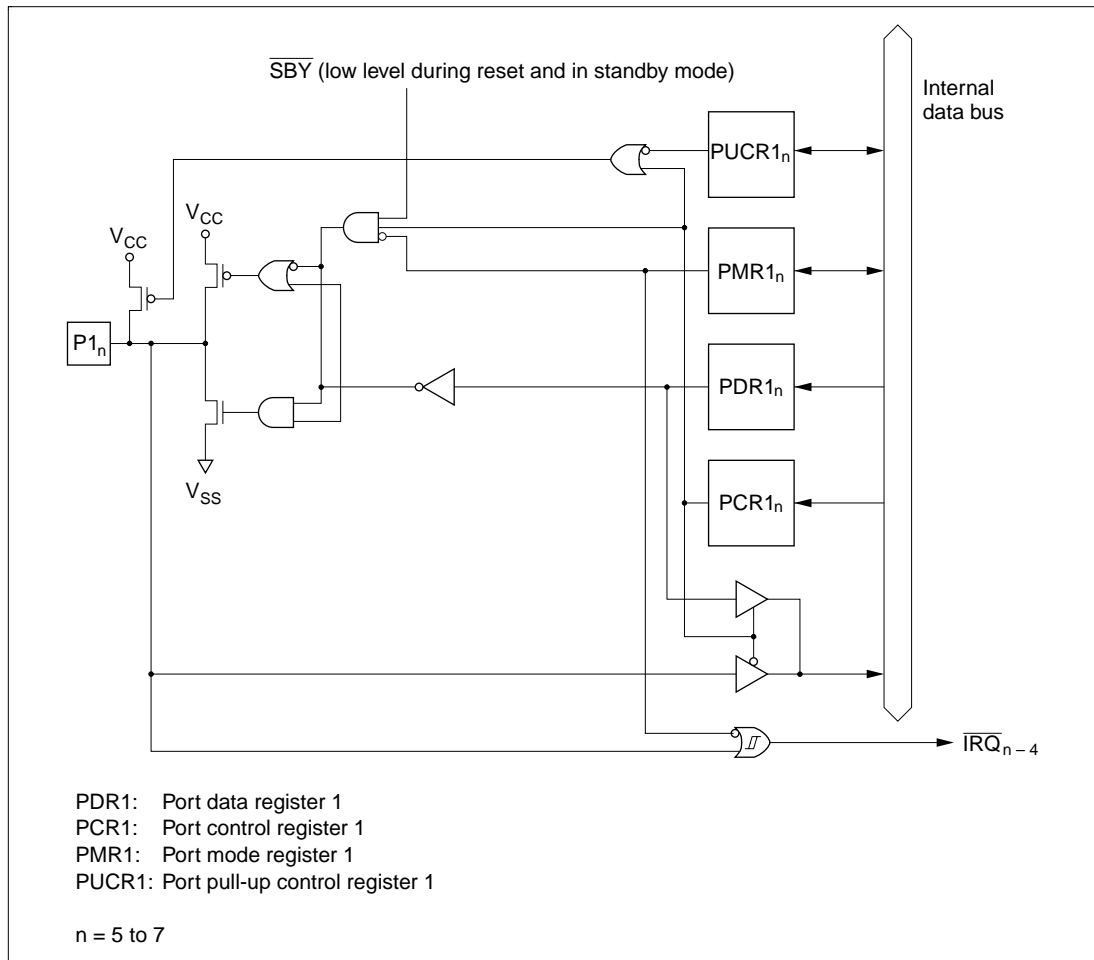 SBY (low level during reset and in standby mode)
Internal
data bus
PUCR1n
VCC
VCC
PMR1n
P1n
PDR1n
VSS
PCR1n
IRQn – 4
PDR1: Port data register 1
PCR1: Port control register 1
PMR1: Port mode register 1
PUCR1: Port pull-up control register 1
n = 5 to 7